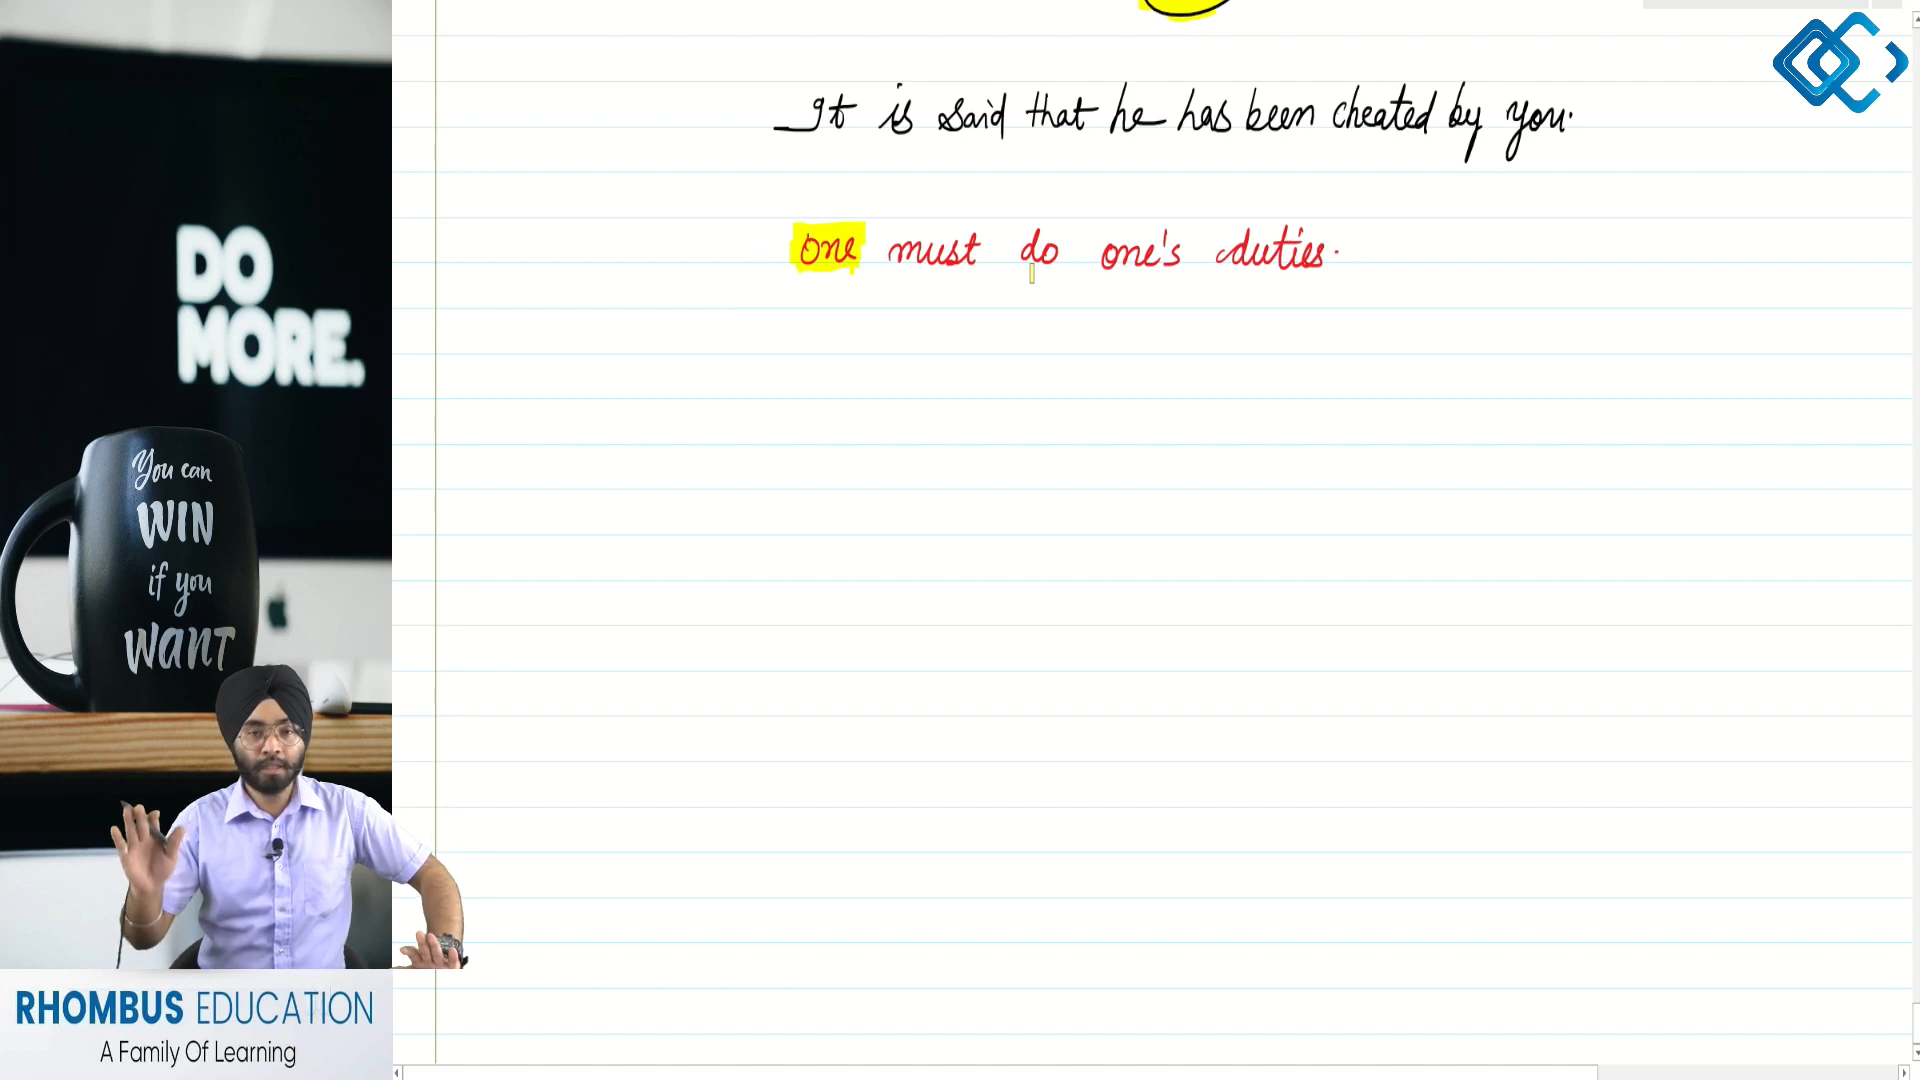 It is said that he has been cheated by you.
one must do one's duties.
DO
MORE.
You can
WIN
if you
WANT
RHOMBUS EDUCATION
A Family Of Learning